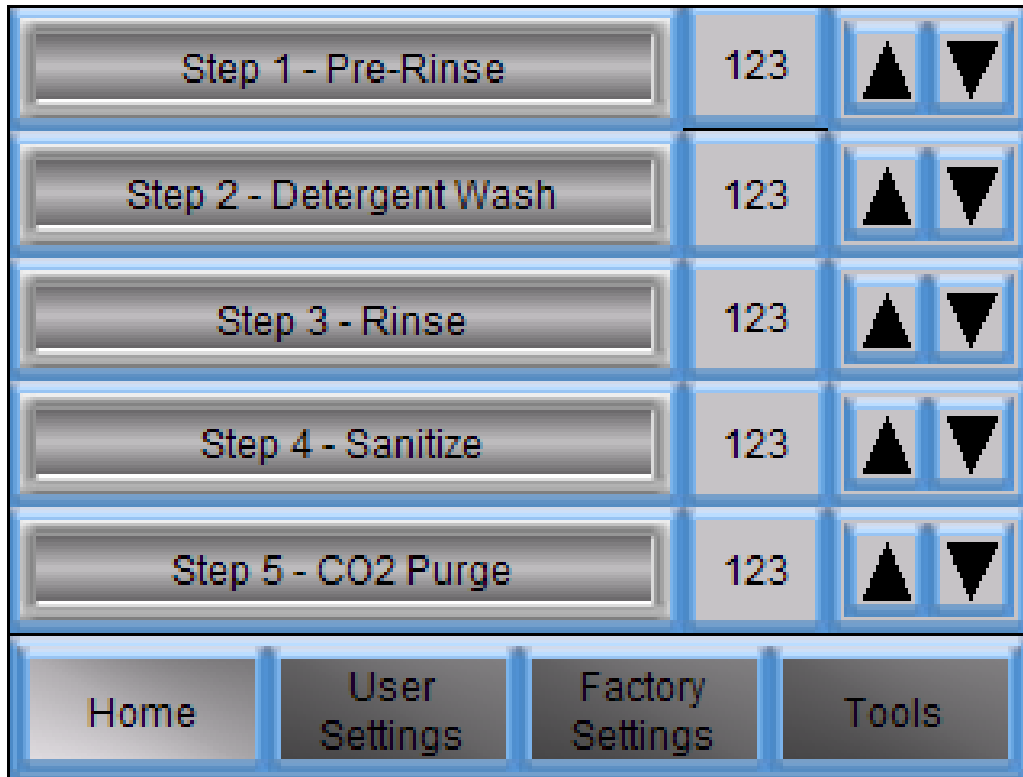 Step 1 - Pre-Rinse 123
Step 2 - Detergent Wash 123
Step 3 - Rinse 123
Step 4 - Sanitize 123
Step 5 - CO2 Purge 123
Home
User
Settings
Factory
Settings
Tools